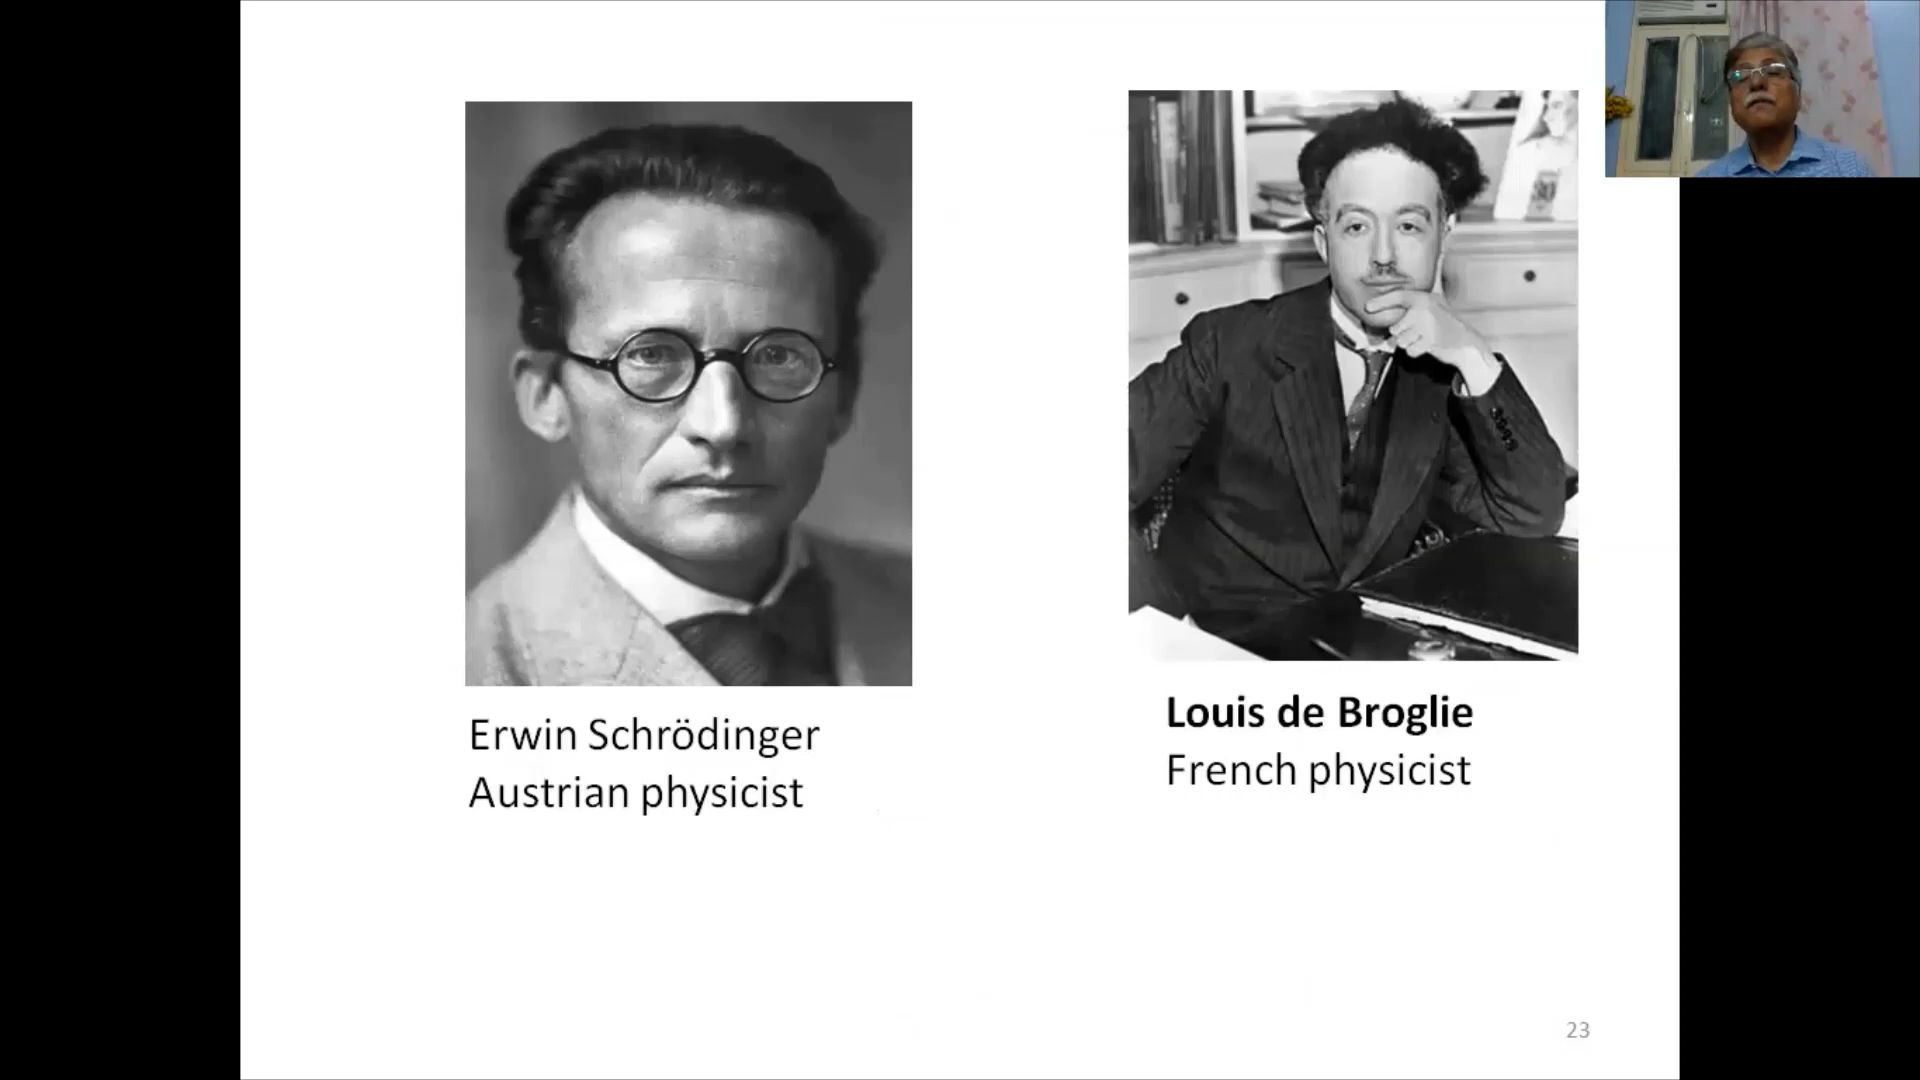 Erwin Schrödinger
Austrian physicist
Louis de Broglie
French physicist
23